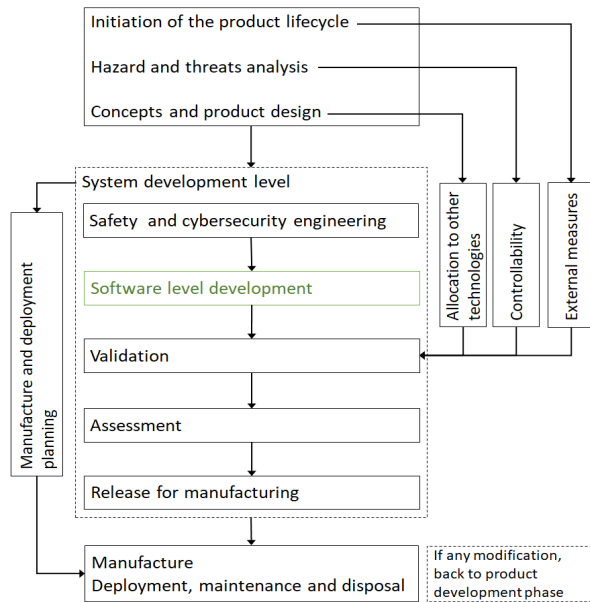 Initiation of the product lifecycle
Hazard and threats analysis
Concepts and product design
System development level
Safety and cybersecurity engineering
Software level development
Validation
Assessment
Release for manufacturing
Manufacture and deployment
planning
Allocation to other
technologies
Controllability
External measures
Manufacture
Deployment, maintenance and disposal
If any modification,
back to product
development phase